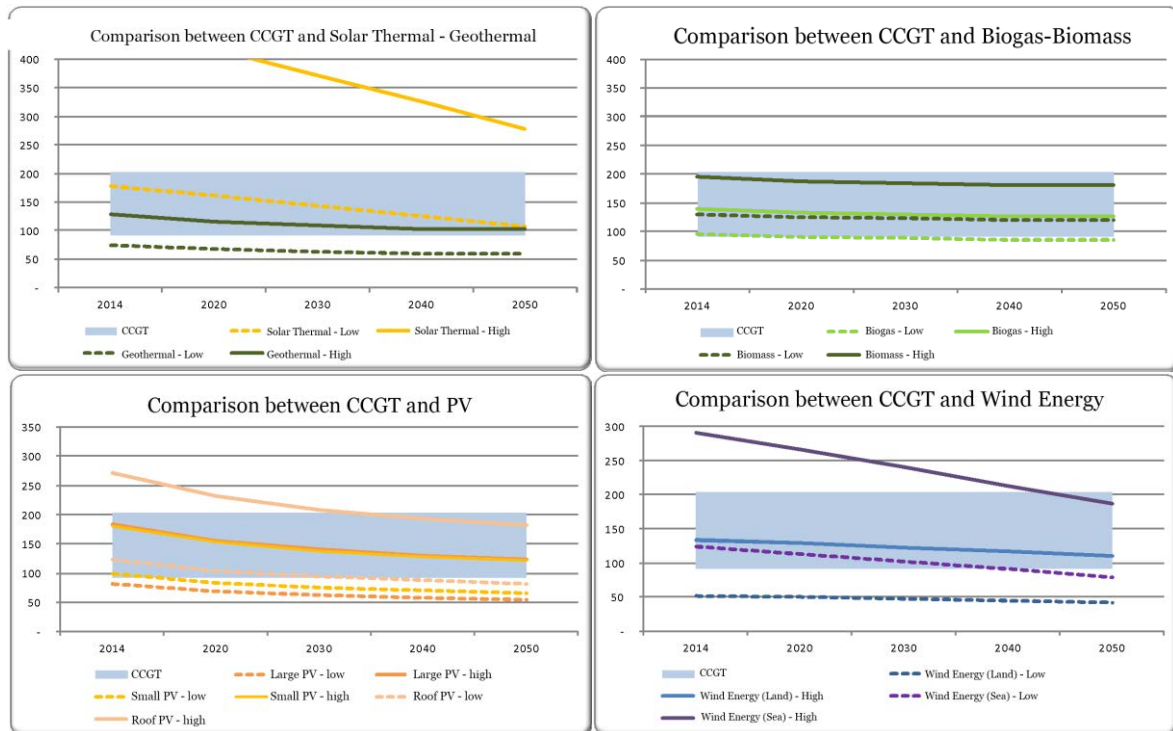 Comparison between CCGT and Solar Thermal - Geothermal
400
350
300
250
200
150
100
50
-
2014 2020 2030 2040 2050
CCGT Solar Thermal - Low Solar Thermal - High
Geothermal - Low Geothermal - High
Comparison between CCGT and Biogas-Biomass
400
350
300
250
200
150
100
50
-
2014 2020 2030 2040 2050
CCGT Biogas - Low Biogas - High
Biomass - Low Biomass - High
Comparison between CCGT and PV
350
300
250
200
150
100
50
-
2014 2020 2030 2040 2050
CCGT Large PV - low Large PV - high
Small PV - low Small PV - high Roof PV - low
Roof PV - high
Comparison between CCGT and Wind Energy
300
250
200
150
100
50
-
2014 2020 2030 2040 2050
CCGT Wind Energy (Land) - Low
Wind Energy (Land) - High Wind Energy (Sea) - Low
Wind Energy (Sea) - High